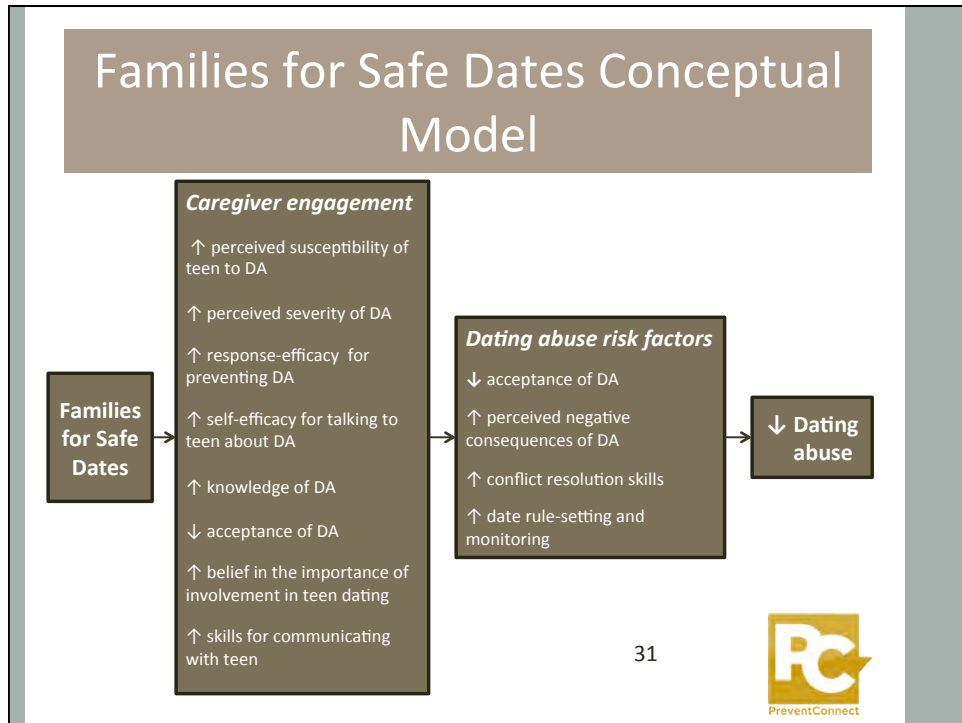 Families for Safe Dates Conceptual
Model
Families
for Safe
Dates
Caregiver engagement
↑ perceived susceptibility of
teen to DA
↑ perceived severity of DA
↑ response-efficacy for
preventing DA
↑ self-efficacy for talking to
teen about DA
↑ knowledge of DA
↓ acceptance of DA
↑ belief in the importance of
involvement in teen dating
↑ skills for communicating
with teen
Dating abuse risk factors
↓ acceptance of DA
↑ perceived negative
consequences of DA
↑ conflict resolution skills
↑ date rule-setting and
monitoring
↓ Dating
abuse
31
PC
PreventConnect